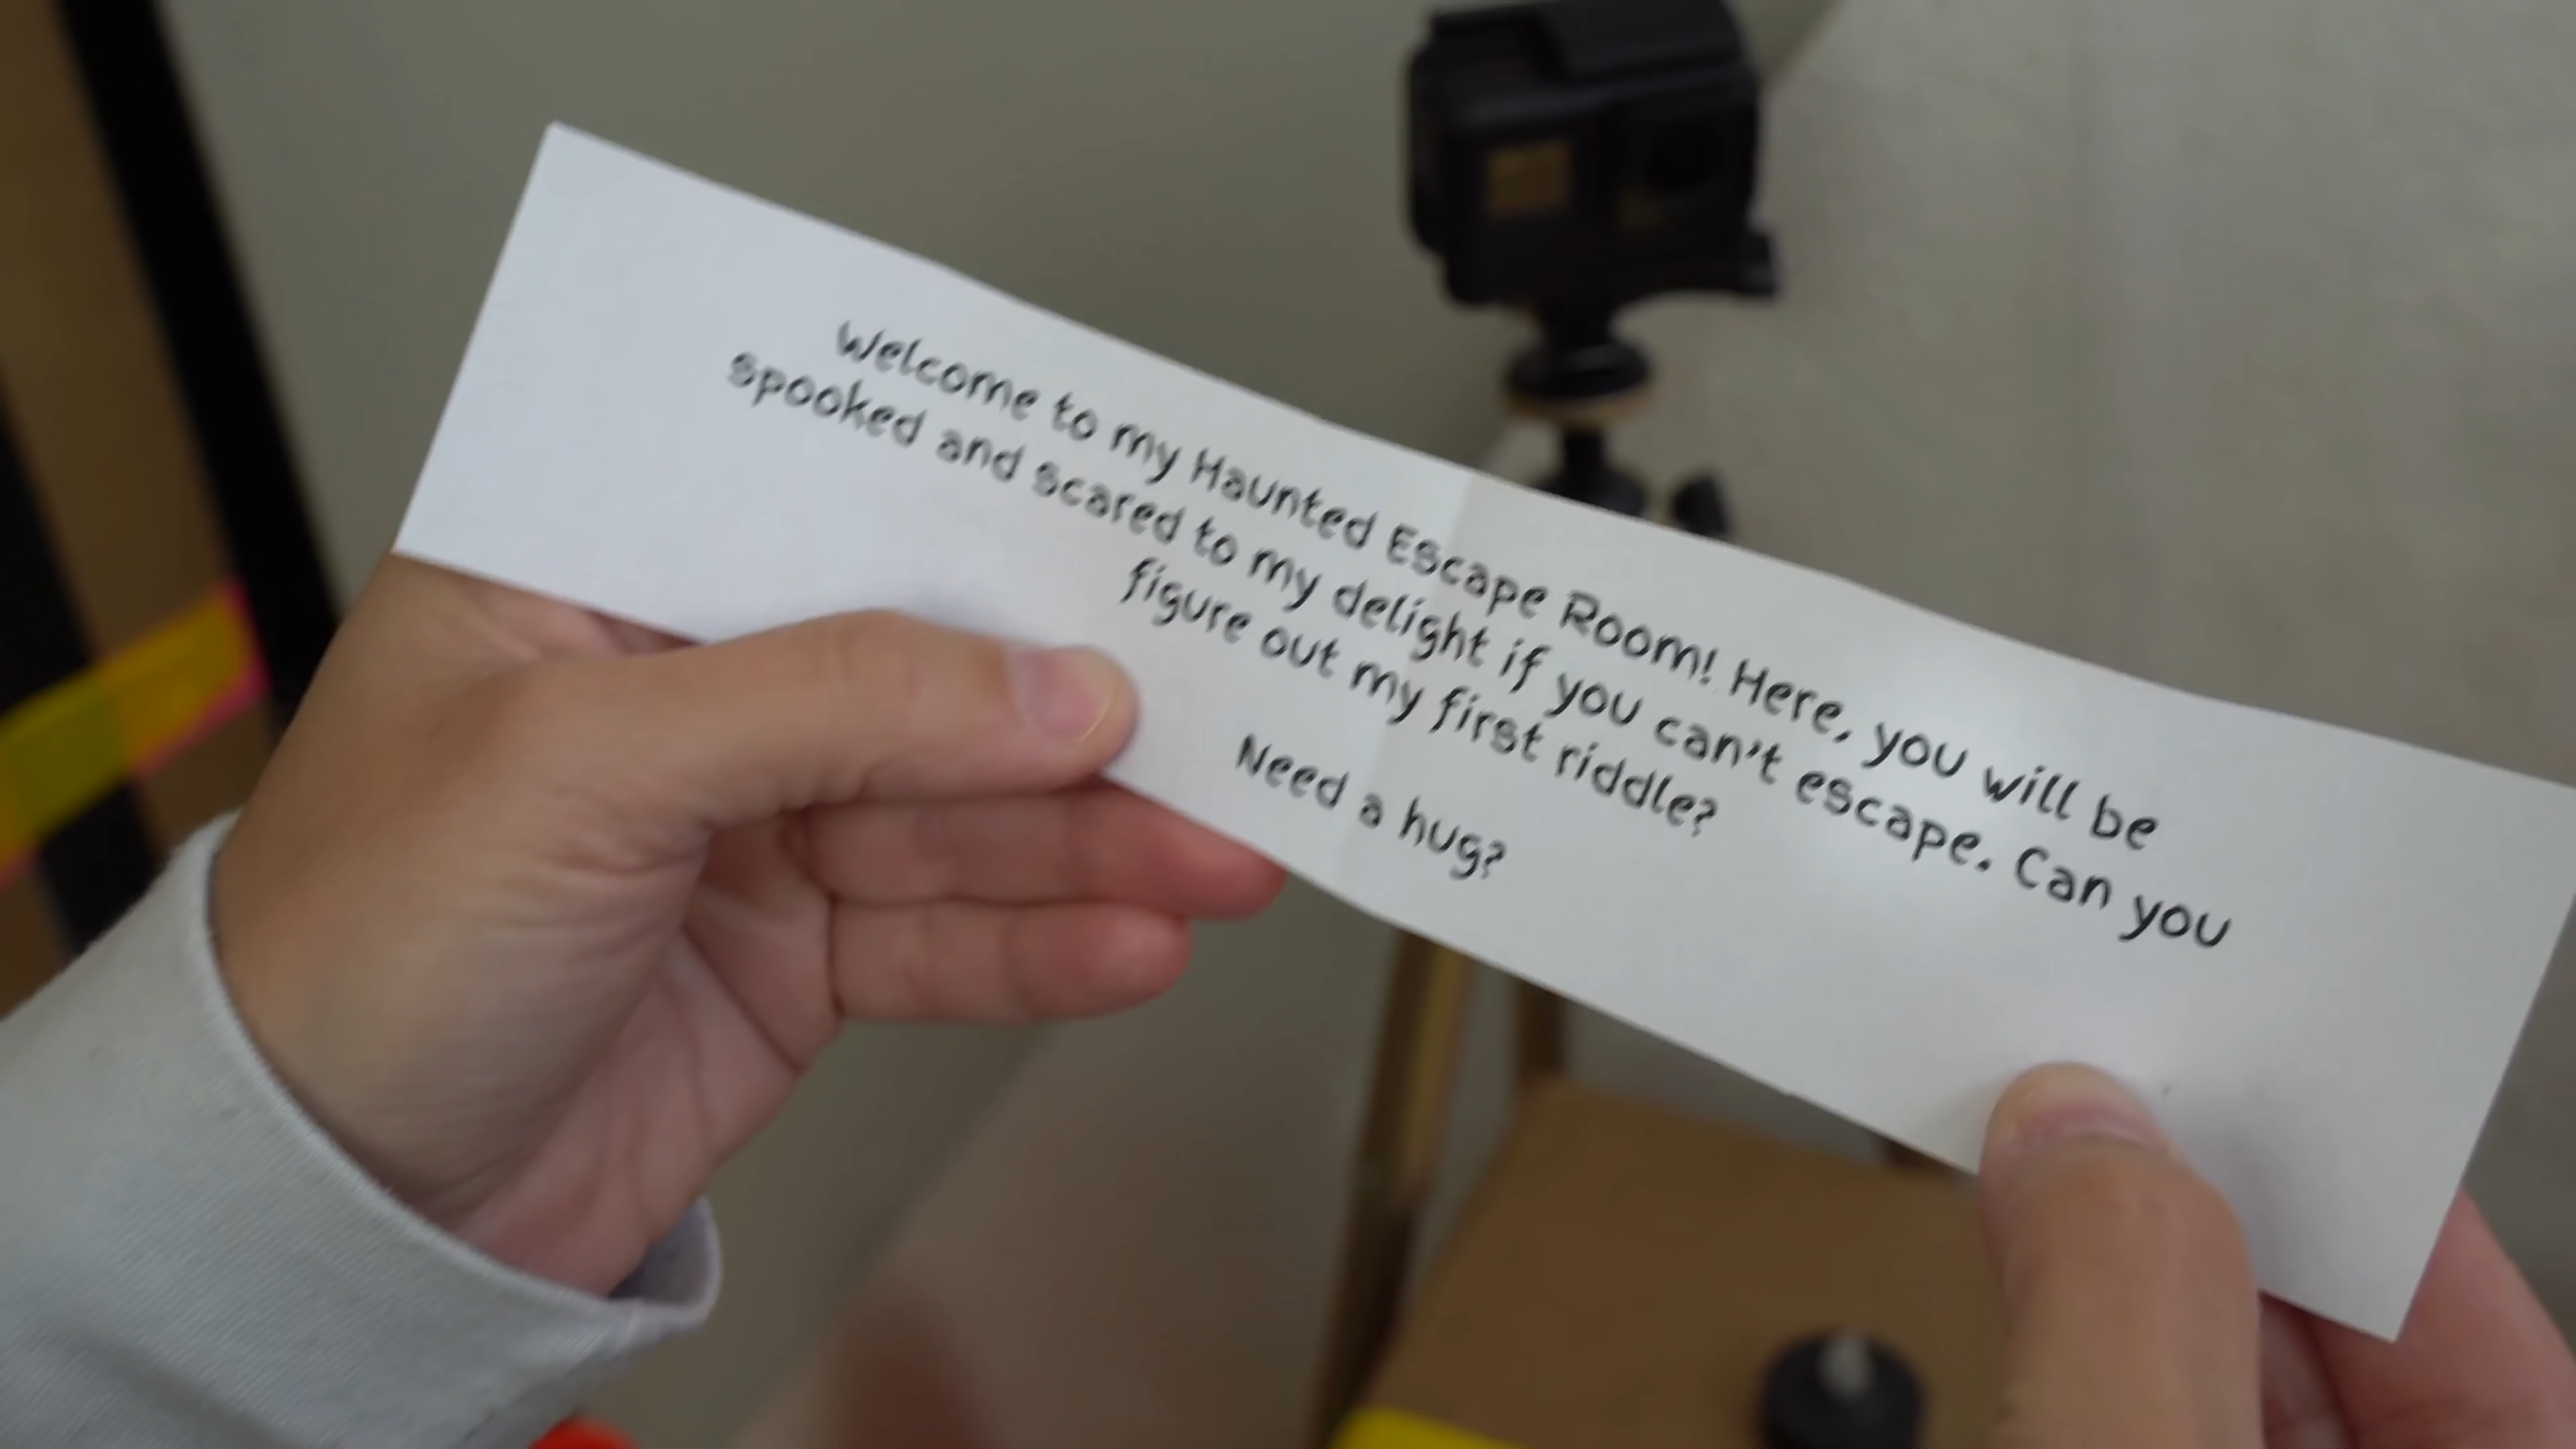 Welcome to my Haunted Escape Room! Here, you will be
spooked and scared to my delight if you can't escape. Can you
figure out my first riddle?
Need a hug?